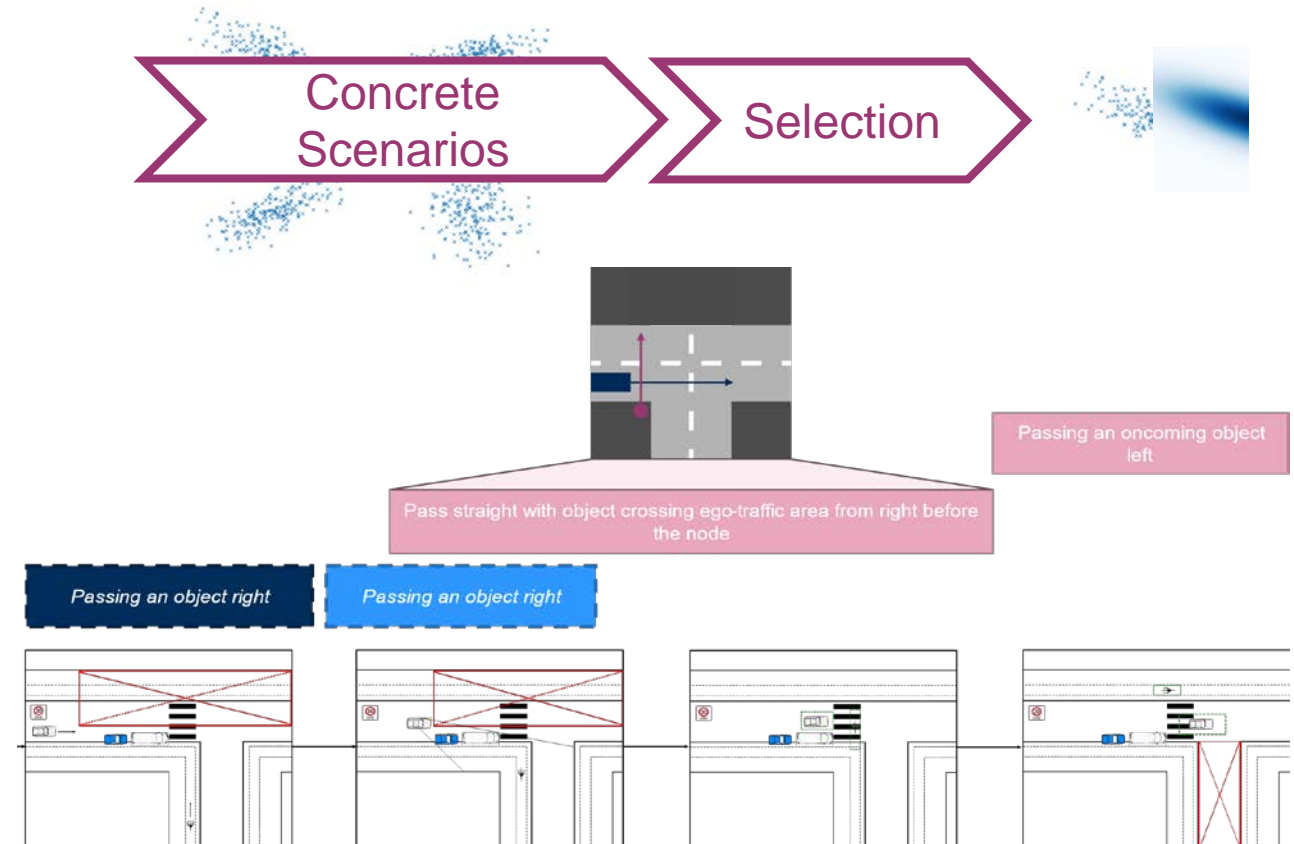 Concrete
Scenarios
Selection
Passing an oncoming object
left
Pass straight with object crossing ego-traffic area from right before
the node
Passing an object right
Passing an object right